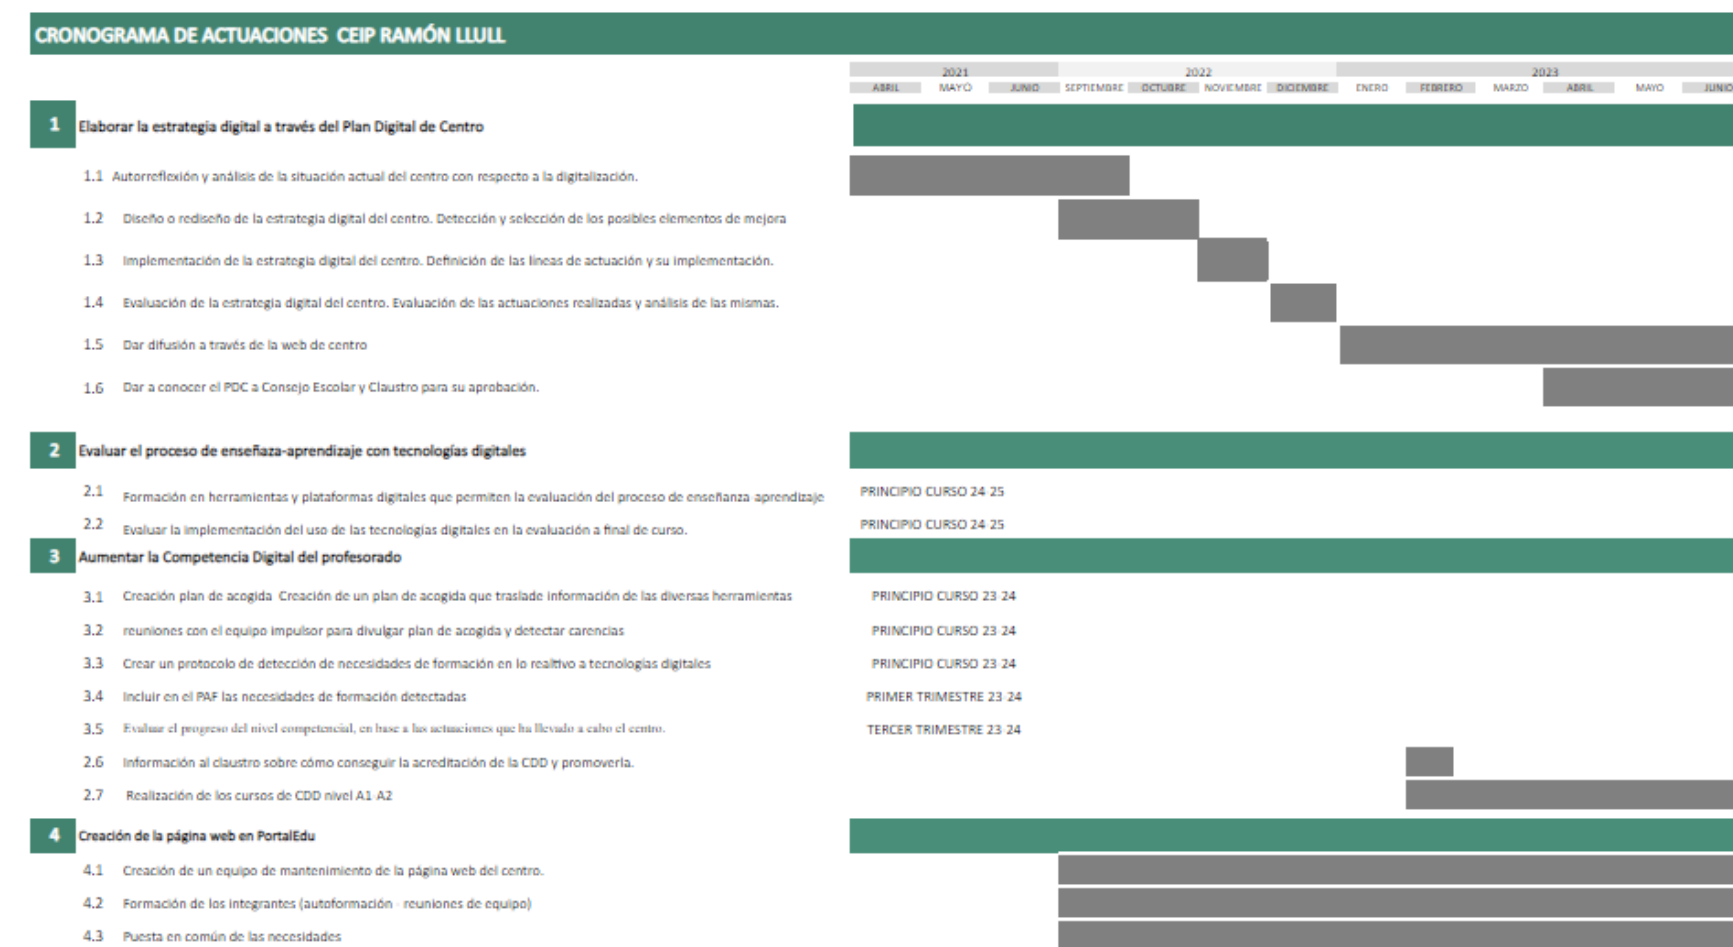 CRONOGRAMA DE ACTUACIONES CEIP RAMÓN LLULL
2021 2022 2023
ABRIL MAYO JUNIO SEPTIEMBRE OCTUBRE NOVIEMBRE DICIEMBRE ENERO FEBRERO MARZO ABRIL MAYO JUNIO
1 Elaborar la estrategia digital a través del Plan Digital de Centro
1.1 Autorreflexión y análisis de la situación actual del centro con respecto a la digitalización.
1.2 Diseño o rediseño de la estrategia digital del centro. Detección y selección de los posibles elementos de mejora
1.3 Implementación de la estrategia digital del centro. Definición de las líneas de actuación y su implementación.
1.4 Evaluación de la estrategia digital del centro. Evaluación de las actuaciones realizadas y análisis de las mismas.
1.5 Dar difusión a través de la web de centro
1.6 Dar a conocer el PDC a Consejo Escolar y Claustro para su aprobación.
2 Evaluar el proceso de enseñaza-aprendizaje con tecnologías digitales
2.1 Formación en herramientas y plataformas digitales que permiten la evaluación del proceso de enseñanza-aprendizaje PRINCIPIO CURSO 24-25
2.2 Evaluar la implementación del uso de las tecnologías digitales en la evaluación a final de curso. PRINCIPIO CURSO 24-25
3 Aumentar la Competencia Digital del profesorado
3.1 Creación plan de acogida Creación de un plan de acogida que traslade información de las diversas herramientas PRINCIPIO CURSO 23-24
3.2 reuniones con el equipo impulsor para divulgar plan de acogida y detectar carencias PRINCIPIO CURSO 23-24
3.3 Crear un protocolo de detección de necesidades de formación en lo realtivo a tecnologías digitales PRINCIPIO CURSO 23-24
3.4 Incluir en el PAF las necesidades de formación detectadas PRIMER TRIMESTRE 23-24
3.5 Evaluar el progreso del nivel competencial, en base a las actuaciones que ha llevado a cabo el centro. TERCER TRIMESTRE 23-24
2.6 Información al claustro sobre cómo conseguir la acreditación de la CDD y promoverla.
2.7 Realización de los cursos de CDD nivel A1-A2
4 Creación de la página web en PortalEdu
4.1 Creación de un equipo de mantenimiento de la página web del centro.
4.2 Formación de los integrantes (autoformación - reuniones de equipo)
4.3 Puesta en común de las necesidades